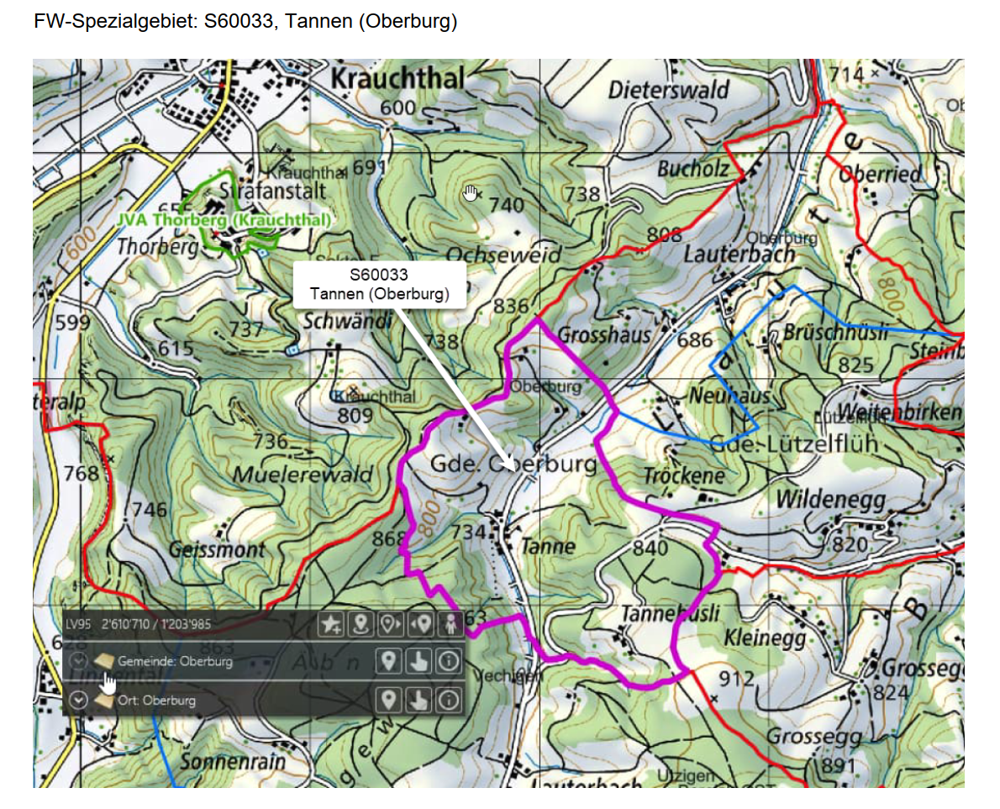 FW-Spezialgebiet: S60033, Tannen (Oberburg)
Krauchthal
600
Dieterswald
714
Krauchthal
691
Bucholz
Oberried
Strafanstalt
740
738
JVA Thorberg (Krauchthal)
600
Thorberg
808
Oberburg
Lauterbach
Ochseweid
S60033
Tannen (Oberburg)
836
800
599
Schwändi
737
738
Grosshaus
686
Brüschhüsli
615
825
Krauchthal
Oberburg
Neuhaus
809
Weitenbirken
736
Gde. Oberburg
Gde. Lützelflüh
768
Muelerewald
Tröckene
746
800
Wildenegg
734
868
Geissmont
Tanne
840
820
Tannehüsli
63
Kleinegg
B
LV95 2'610'710 / 1'203'985
863
Gemeinde: Oberburg
Vechigen
912
824
Ort: Oberburg
Grossegg
Sonnenrain
891
Utzigen
Lauterbach